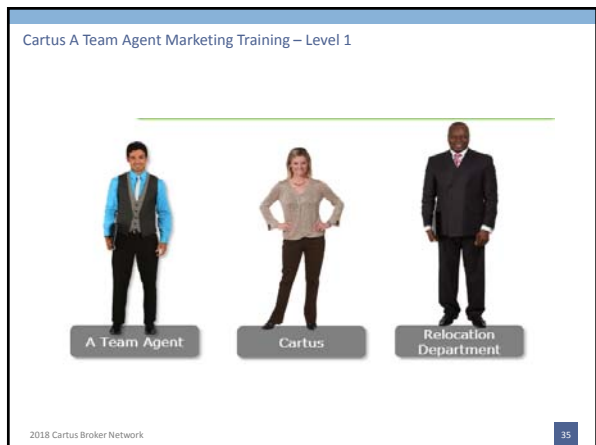 Cartus A Team Agent Marketing Training – Level 1
A Team Agent
Cartus
Relocation
Department
2018 Cartus Broker Network
35